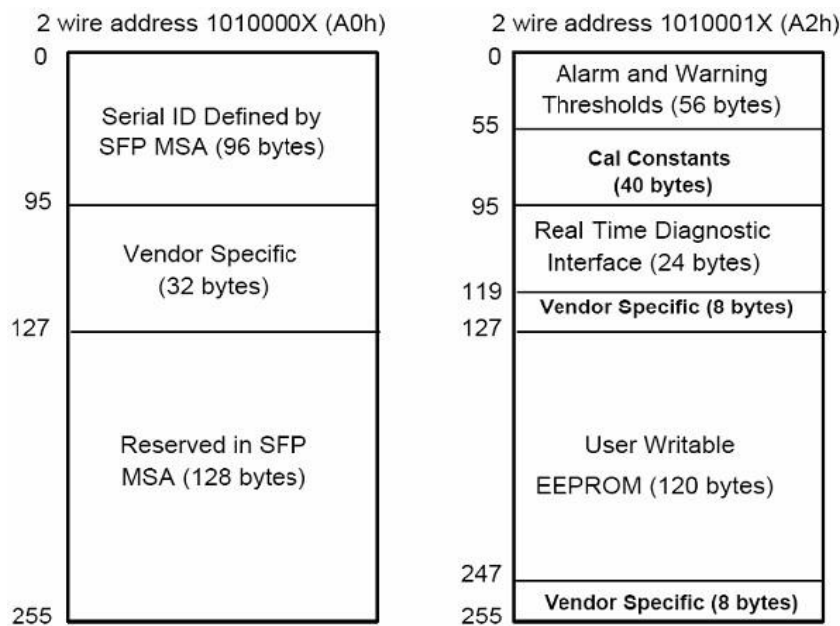 2 wire address 1010000X (A0h)
0
Serial ID Defined by
SFP MSA (96 bytes)
95
Vendor Specific
(32 bytes)
127
Reserved in SFP
MSA (128 bytes)
255
2 wire address 1010001X (A2h)
0
Alarm and Warning
Thresholds (56 bytes)
55
Cal Constants
(40 bytes)
95
Real Time Diagnostic
Interface (24 bytes)
119
Vendor Specific (8 bytes)
127
User Writable
EEPROM (120 bytes)
247
Vendor Specific (8 bytes)
255